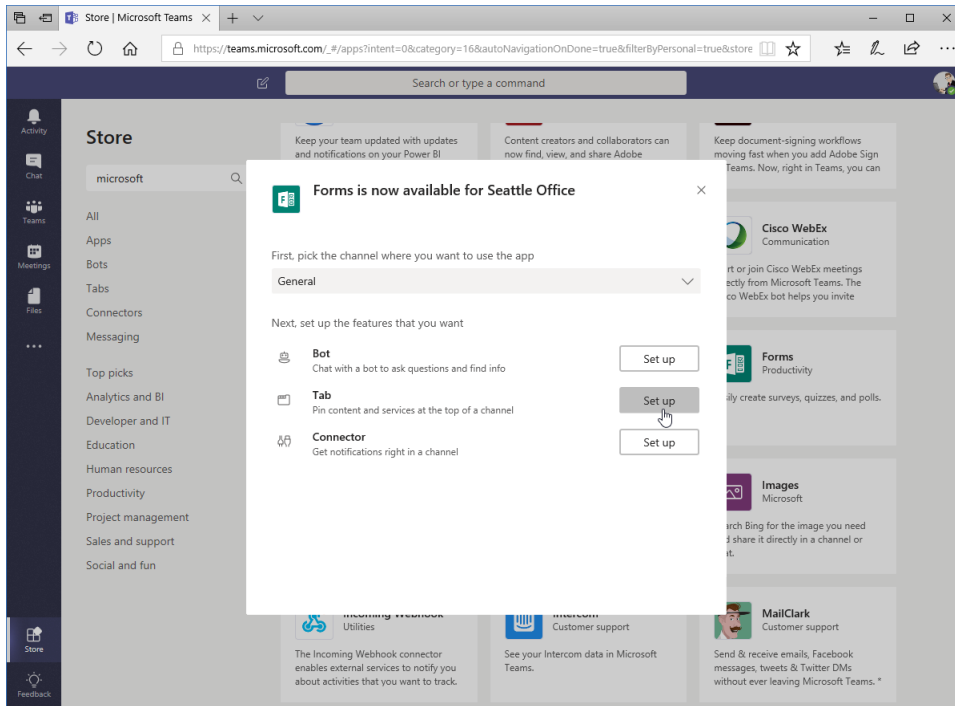 Store | Microsoft Teams
https://teams.microsoft.com/_#/apps?intent=0&category=16&autoNavigationOnDone=true&filterByPersonal=true&store
Search or type a command
Activity
Chat
Teams
Meetings
Files
Store
Feedback
Store
microsoft
All
Apps
Bots
Tabs
Connectors
Messaging
Top picks
Analytics and BI
Developer and IT
Education
Human resources
Productivity
Project management
Sales and support
Social and fun
Keep your team updated with updates
and notifications on your Power BI
Content creators and collaborators can
now find, view, and share Adobe
Keep document-signing workflows
moving fast when you add Adobe Sign
Teams. Now, right in Teams, you can
Forms is now available for Seattle Office
First, pick the channel where you want to use the app
General
Next, set up the features that you want
Bot
Chat with a bot to ask questions and find info
Set up
Tab
Pin content and services at the top of a channel
Set up
Connector
Get notifications right in a channel
Set up
Cisco WebEx
Communication
or join Cisco WebEx meetings
from Microsoft Teams. The
WebEx bot helps you invite
Forms
Productivity
create surveys, quizzes, and polls.
Images
Microsoft
Bing for the image you need
share it directly in a channel or
Incoming Webhook
Utilities
The Incoming Webhook connector
enables external services to notify you
about activities that you want to track.
Intercom
Customer support
See your Intercom data in Microsoft
Teams.
MailClark
Customer support
Send & receive emails, Facebook
messages, tweets & Twitter DMs
without ever leaving Microsoft Teams. *